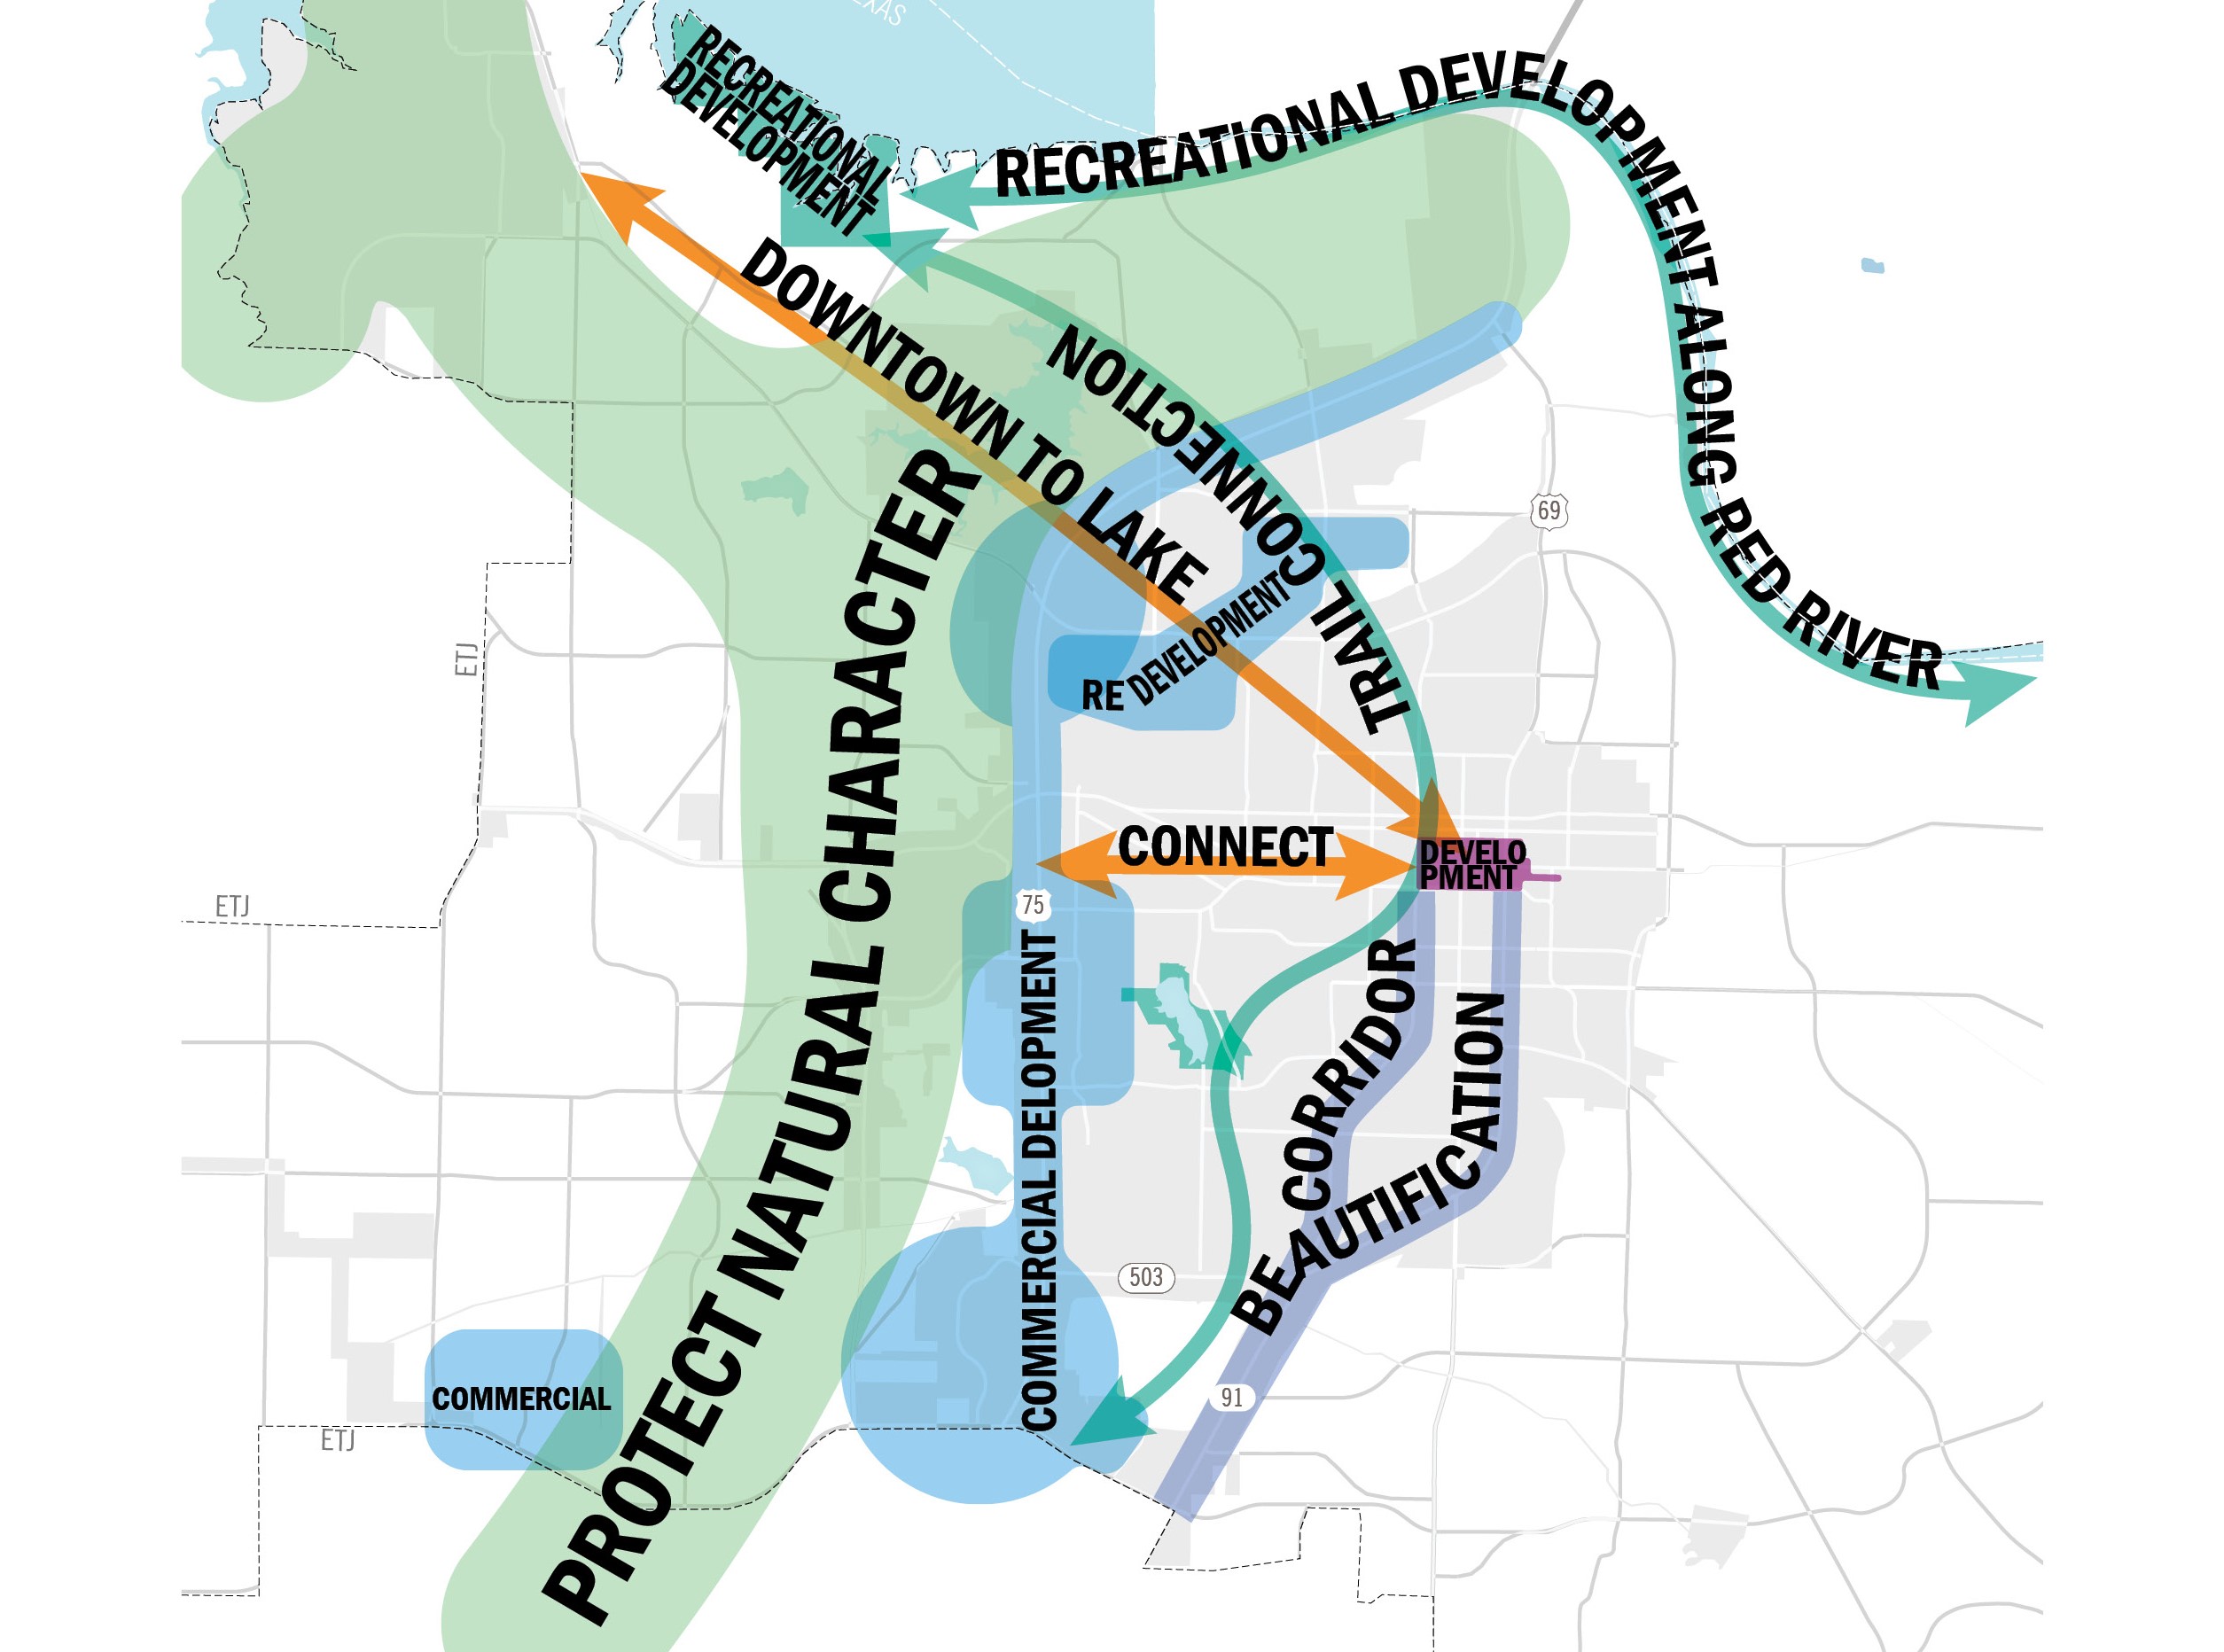 RECREATIONAL
DEVELOPMENT
RECREATIONAL DEVELOPMENT ALONG RED RIVER
DOWNTOWN TO LAKE
TRAIL CONNECTION
PROTECT NATURAL CHARACTER
69
RE DEVELOPMENT
ETJ
CONNECT
DEVELO
PMENT
75
ETJ
COMMERCIAL DELOPMENT
CORRIDOR
BEAUTIFICATION
503
COMMERCIAL
91
ETJ